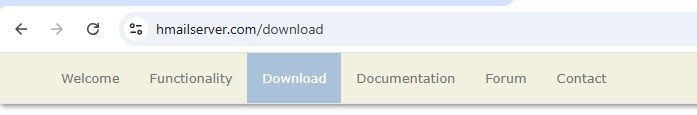 hmailserver.com/download
Welcome Functionality Download Documentation Forum Contact